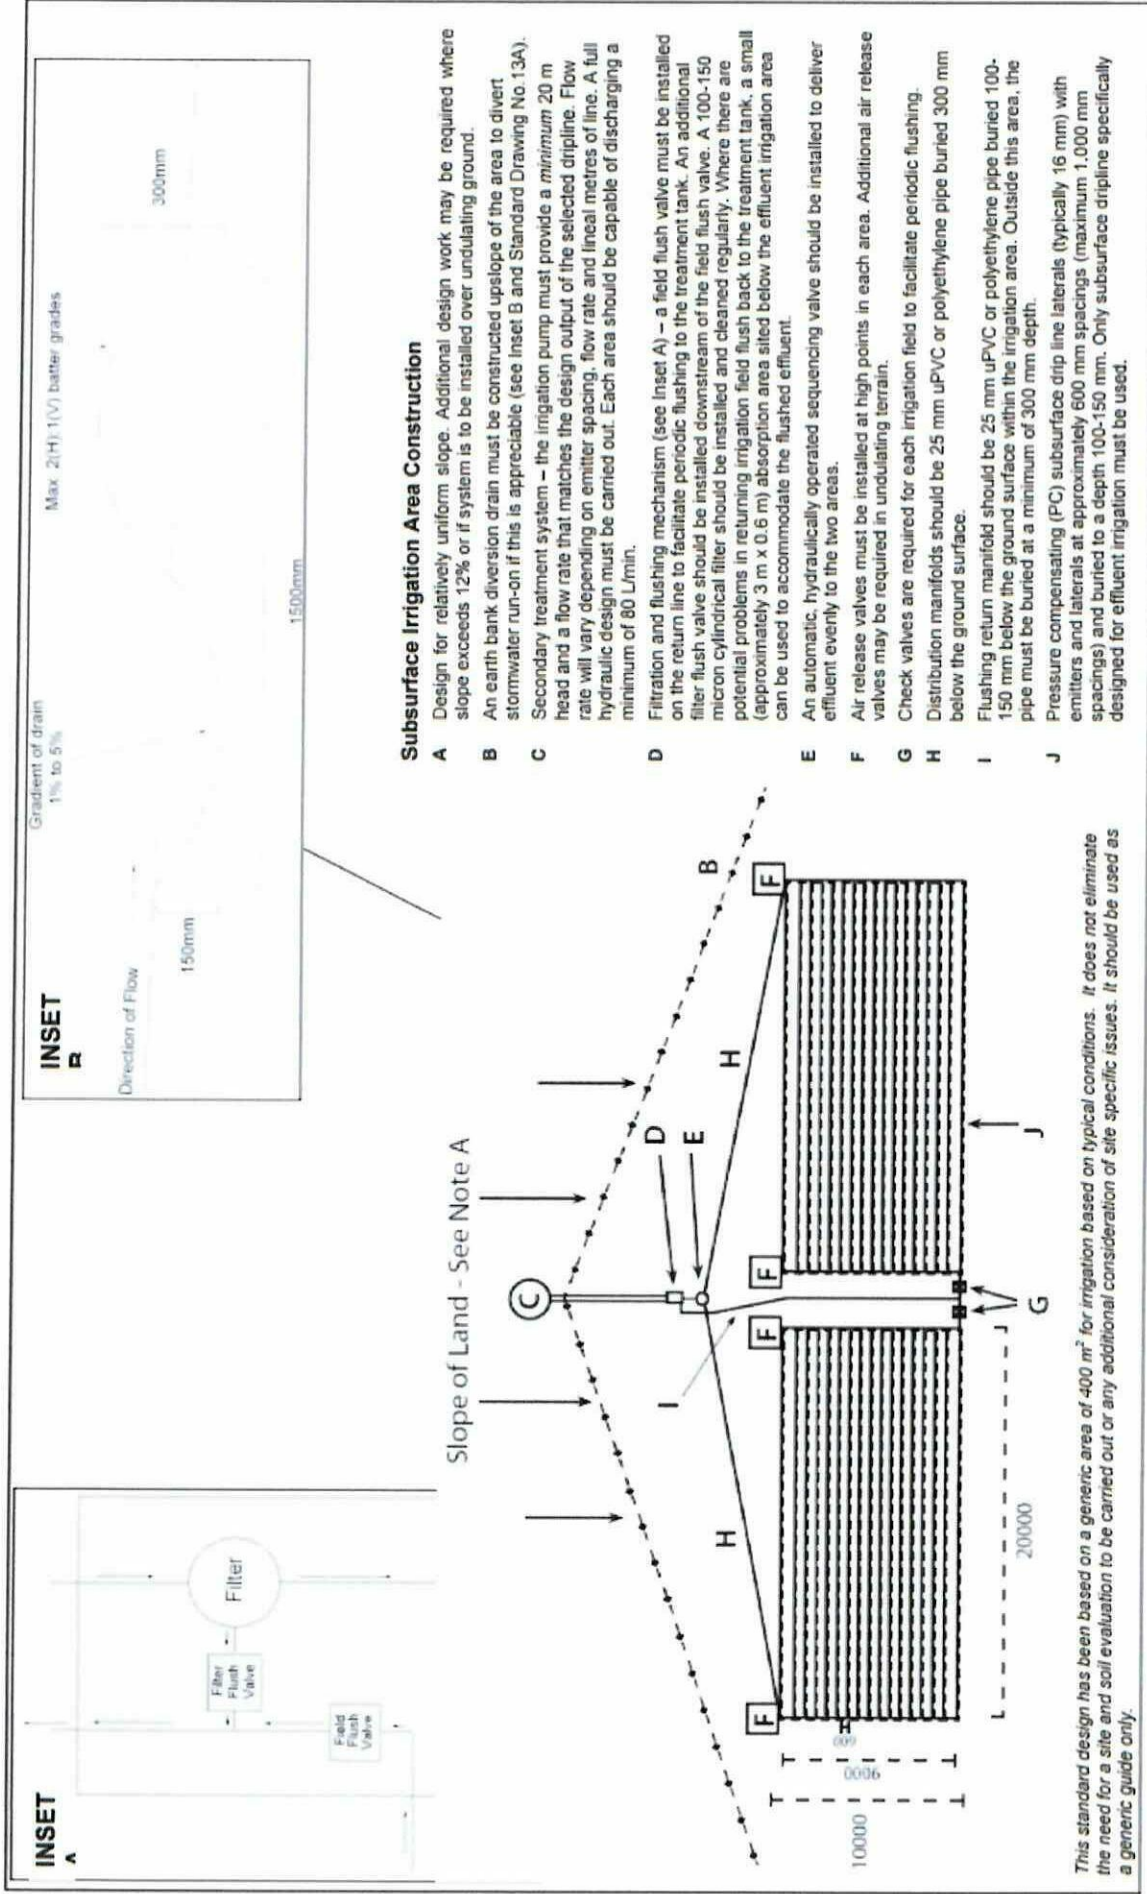 INSET
A
Filter
Filter
Flush
Valve
Field
Flush
Valve
INSET
B
Direction of Flow
Gradient of drain
1% to 5%
Max. 2(H):1(V) batter grades
150mm
300mm
1500mm
Slope of Land - See Note A
C
D
E
B
H
H
I
F
F
F
F
G
J
600
9000
10000
20000
Subsurface Irrigation Area Construction
A Design for relatively uniform slope. Additional design work may be required where
slope exceeds 12% or if system is to be installed over undulating ground.
B An earth bank diversion drain must be constructed upslope of the area to divert
stormwater run-on if this is appreciable (see Inset B and Standard Drawing No.13A).
C Secondary treatment system – the irrigation pump must provide a minimum 20 m
head and a flow rate that matches the design output of the selected dripline. Flow
rate will vary depending on emitter spacing, flow rate and lineal metres of line. A full
hydraulic design must be carried out. Each area should be capable of discharging a
minimum of 80 L/min.
D Filtration and flushing mechanism (see Inset A) – a field flush valve must be installed
on the return line to facilitate periodic flushing to the treatment tank. An additional
filter flush valve should be installed downstream of the field flush valve. A 100-150
micron cylindrical filter should be installed and cleaned regularly. Where there are
potential problems in returning irrigation field flush back to the treatment tank, a small
(approximately 3 m x 0.6 m) absorption area sited below the effluent irrigation area
can be used to accommodate the flushed effluent.
E An automatic, hydraulically operated sequencing valve should be installed to deliver
effluent evenly to the two areas.
F Air release valves must be installed at high points in each area. Additional air release
valves may be required in undulating terrain.
G Check valves are required for each irrigation field to facilitate periodic flushing.
H Distribution manifolds should be 25 mm uPVC or polyethylene pipe buried 300 mm
below the ground surface.
I Flushing return manifold should be 25 mm uPVC or polyethylene pipe buried 100-
150 mm below the ground surface within the irrigation area. Outside this area, the
pipe must be buried at a minimum of 300 mm depth.
J Pressure compensating (PC) subsurface drip line laterals (typically 16 mm) with
emitters and laterals at approximately 600 mm spacings (maximum 1.000 mm
spacings) and buried to a depth 100-150 mm. Only subsurface dripline specifically
designed for effluent irrigation must be used.
This standard design has been based on a generic area of 400 m² for irrigation based on typical conditions. It does not eliminate
the need for a site and soil evaluation to be carried out or any additional consideration of site specific issues. It should be used as
a generic guide only.